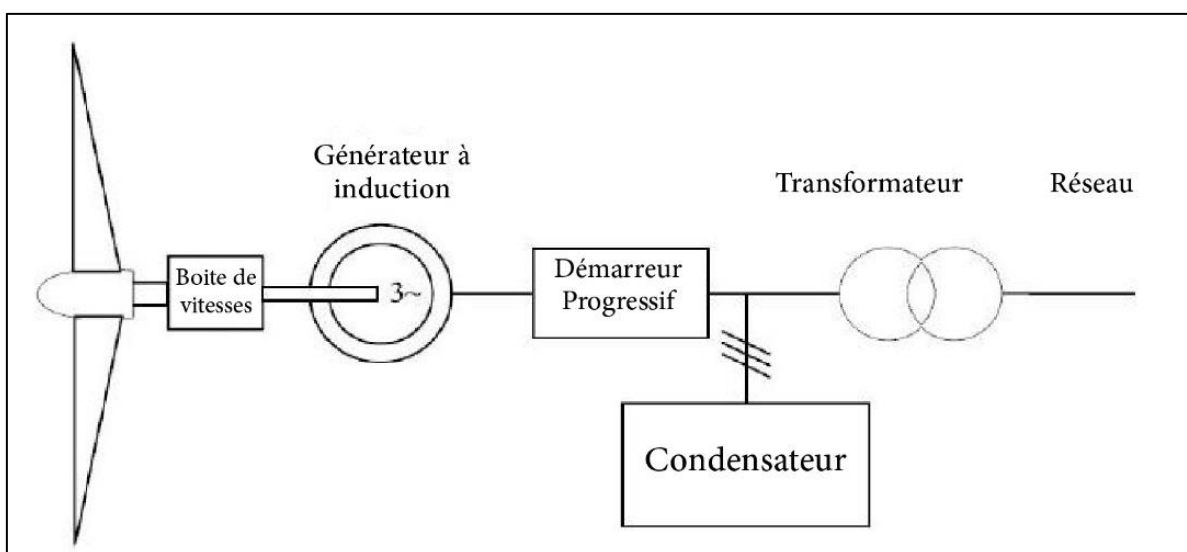 Générateur à
induction
Transformateur
Réseau
Boite de
vitesses
3~
Démarreur
Progressif
Condensateur